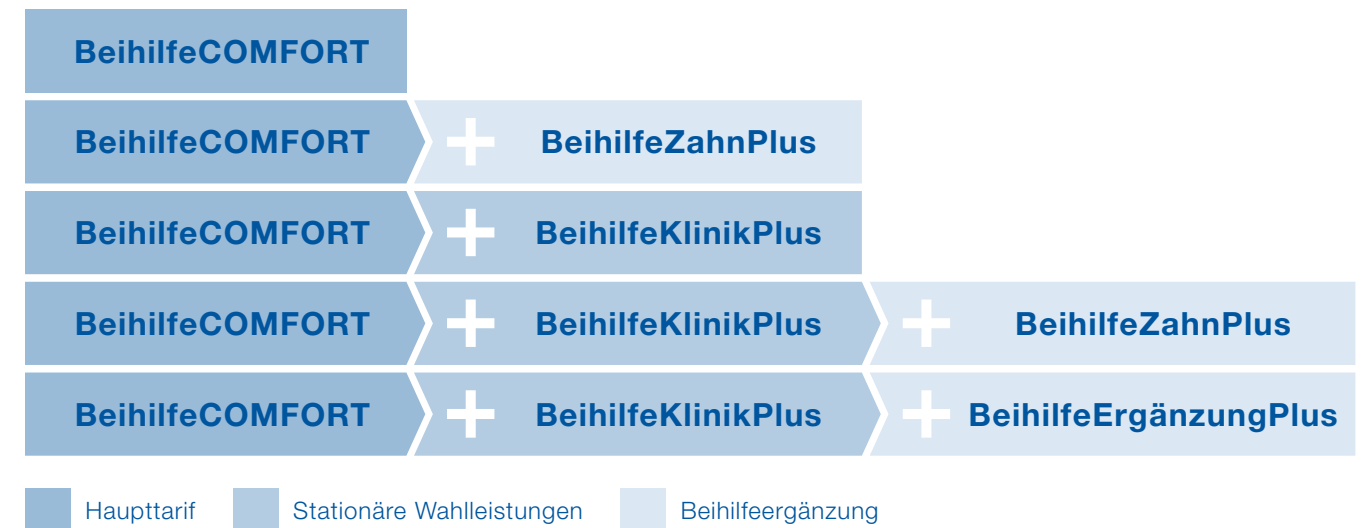 BeihilfeCOMFORT
BeihilfeCOMFORT + BeihilfeZahnPlus
BeihilfeCOMFORT + BeihilfeKlinikPlus
BeihilfeCOMFORT + BeihilfeKlinikPlus + BeihilfeZahnPlus
BeihilfeCOMFORT + BeihilfeKlinikPlus + BeihilfeErgänzungPlus
Haupttarif Stationäre Wahlleistungen Beihilfeergänzung